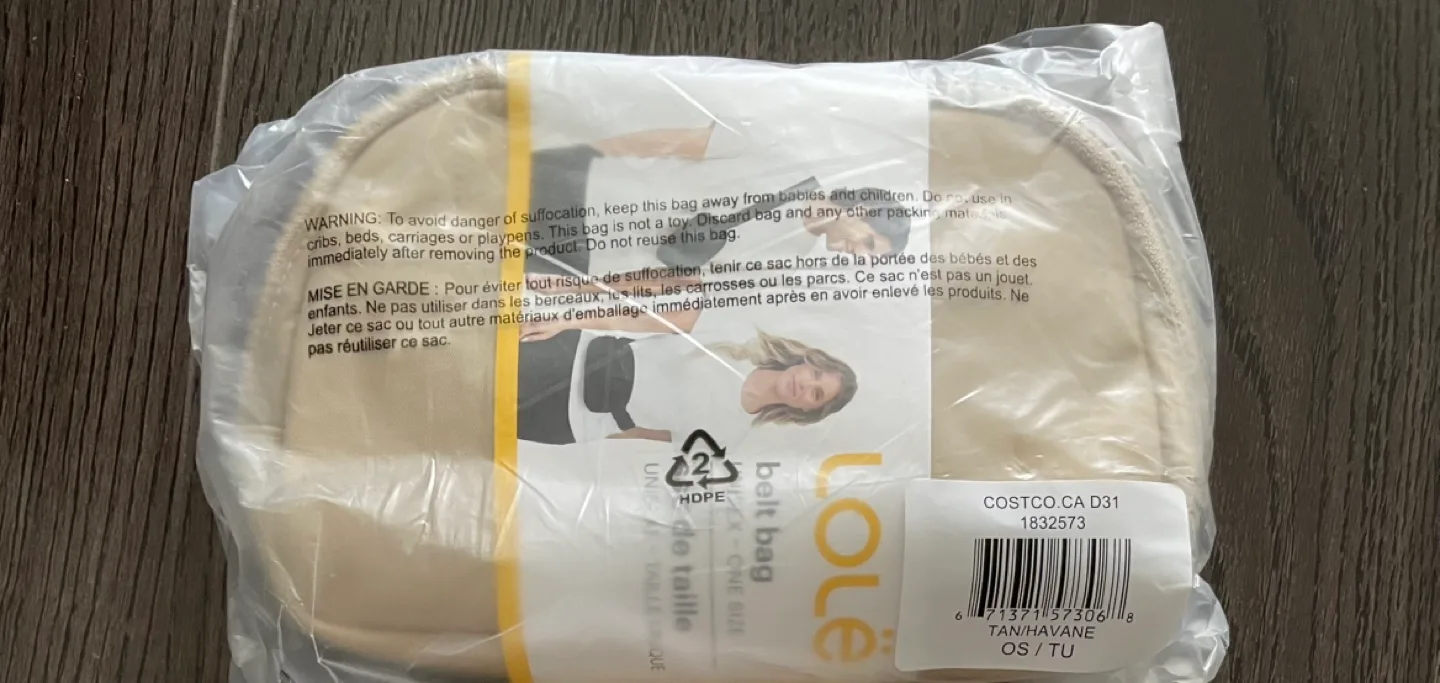 WARNING: To avoid danger of suffocation, keep this bag away from babies and children. Do not use in
cribs, beds, carriages or playpens. This bag is not a toy. Discard bag and any other packing materials
immediately after removing the product. Do not reuse this bag.
MISE EN GARDE : Pour éviter tout risque de suffocation, tenir ce sac hors de la portée des bébés et des
enfants. Ne pas utiliser dans les berceaux, les lits, les carrosses ou les parcs. Ce sac n'est pas un jouet.
Jeter ce sac ou tout autre matériaux d'emballage immédiatement après en avoir enlevé les produits. Ne
pas réutiliser ce sac.
2
HDPE
LOLË
belt bag
ONE SIZE
de taille
TAILLE UNIQUE
COSTCO.CA D31
1832573
6 71371 57306 8
TAN/HAVANE
OS / TU